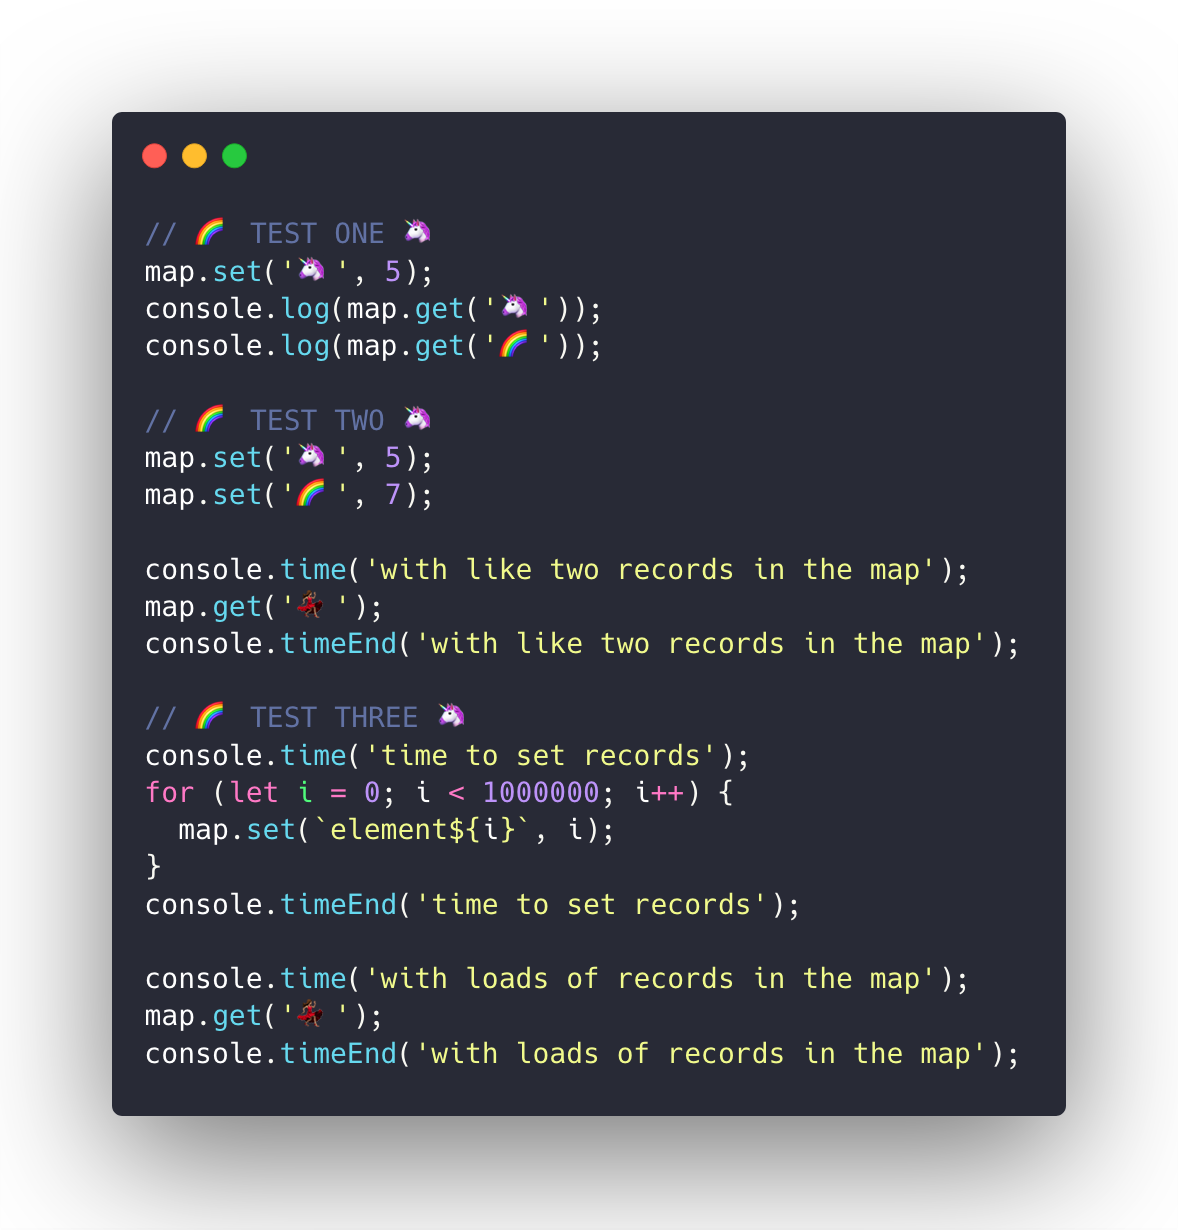 // 🌈 TEST ONE 🦄
map.set('🦄', 5);
console.log(map.get('🦄'));
console.log(map.get('🌈'));
// 🌈 TEST TWO 🦄
map.set('🦄', 5);
map.set('🌈', 7);
console.time('with like two records in the map');
map.get('💃🏿');
console.timeEnd('with like two records in the map');
// 🌈 TEST THREE 🦄
console.time('time to set records');
for (let i = 0; i < 1000000; i++) {
  map.set(`element${i}`, i);
}
console.timeEnd('time to set records');
console.time('with loads of records in the map');
map.get('💃🏿');
console.timeEnd('with loads of records in the map');